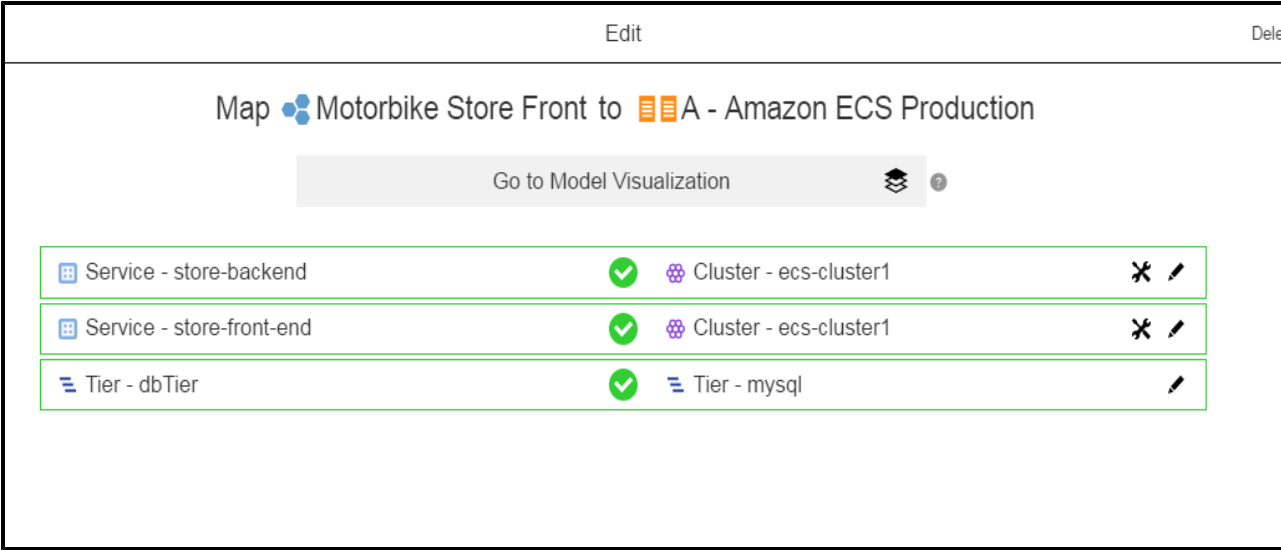 Edit Dele
Map Motorbike Store Front to A - Amazon ECS Production
Go to Model Visualization ?
Service - store-backend Cluster - ecs-cluster1
Service - store-front-end Cluster - ecs-cluster1
Tier - dbTier Tier - mysql